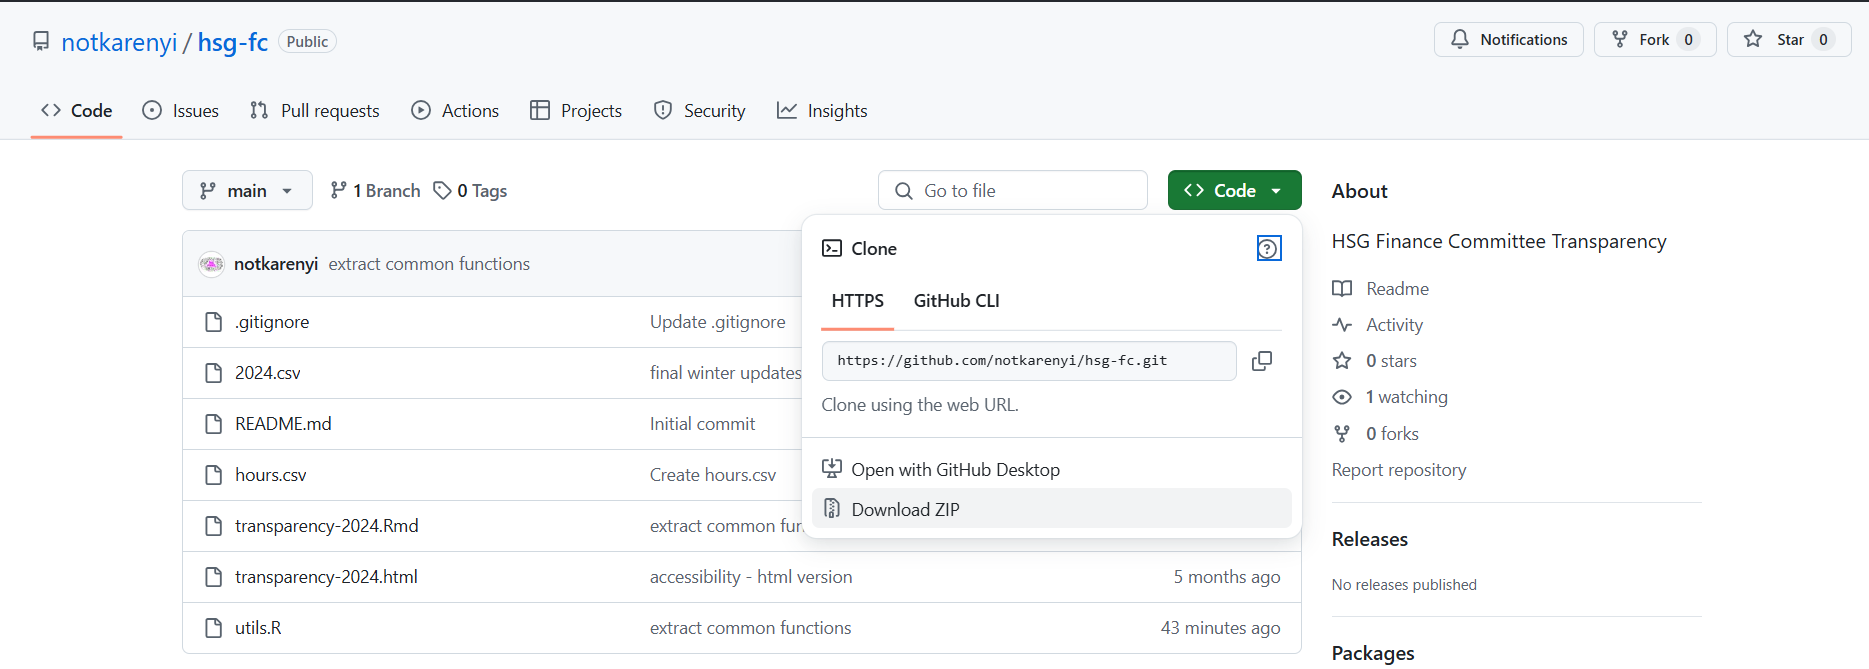 notkarenyi / hsg-fc Public
Notifications Fork 0 Star 0
Code Issues Pull requests Actions Projects Security Insights
main 1 Branch 0 Tags Go to file Code
notkarenyi extract common functions
.gitignore Update .gitignore
2024.csv final winter updates
README.md Initial commit
hours.csv Create hours.csv
transparency-2024.Rmd extract common
transparency-2024.html accessibility - html version 5 months ago
utils.R extract common functions 43 minutes ago
Clone
HTTPS GitHub CLI
https://github.com/notkarenyi/hsg-fc.git
Clone using the web URL.
Open with GitHub Desktop
Download ZIP
About
HSG Finance Committee Transparency
Readme
Activity
0 stars
1 watching
0 forks
Report repository
Releases
No releases published
Packages